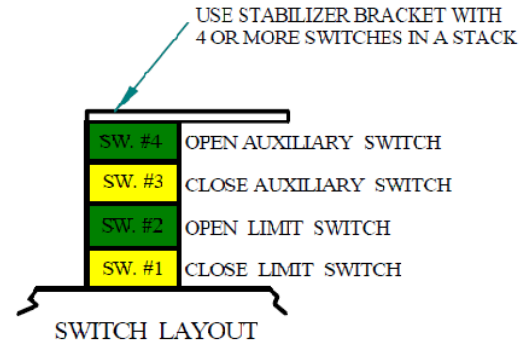 USE STABILIZER BRACKET WITH
4 OR MORE SWITCHES IN A STACK
SW. #4 OPEN AUXILIARY SWITCH
SW. #3 CLOSE AUXILIARY SWITCH
SW. #2 OPEN LIMIT SWITCH
SW. #1 CLOSE LIMIT SWITCH
SWITCH LAYOUT